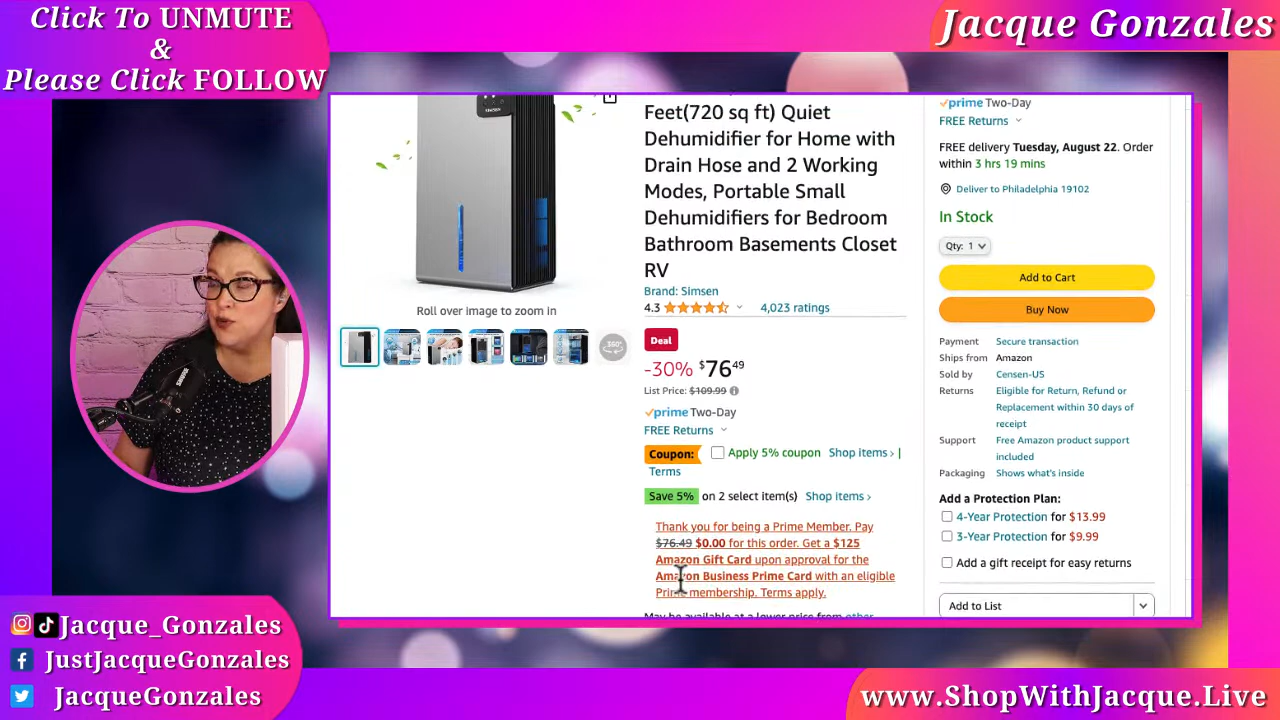 Click To UNMUTE
&
Please Click FOLLOW
Jacque Gonzales
Feet(720 sq ft) Quiet
Dehumidifier for Home with
Drain Hose and 2 Working
Modes, Portable Small
Dehumidifiers for Bedroom
Bathroom Basements Closet
RV
Brand: Simsen
4.3 4,023 ratings
Roll over image to zoom in
360°
Deal
-30% $76 49
List Price: $109.99
prime Two-Day
FREE Returns
Coupon: Apply 5% coupon Shop items › |
Terms
Save 5% on 2 select item(s) Shop items ›
Thank you for being a Prime Member. Pay
$76.49 $0.00 for this order. Get a $125
Amazon Gift Card upon approval for the
Amazon Business Prime Card with an eligible
Prime membership. Terms apply.
May be available at a lower price from other
prime Two-Day
FREE Returns
FREE delivery Tuesday, August 22. Order
within 3 hrs 19 mins
Deliver to Philadelphia 19102
In Stock
Qty: 1
Add to Cart
Buy Now
Payment Secure transaction
Ships from Amazon
Sold by Censen-US
Returns Eligible for Return, Refund or
Replacement within 30 days of
receipt
Support Free Amazon product support
included
Packaging Shows what's inside
Add a Protection Plan:
4-Year Protection for $13.99
3-Year Protection for $9.99
Add a gift receipt for easy returns
Add to List
Jacque_Gonzales
JustJacqueGonzales
JacqueGonzales
www.ShopWithJacque.Live